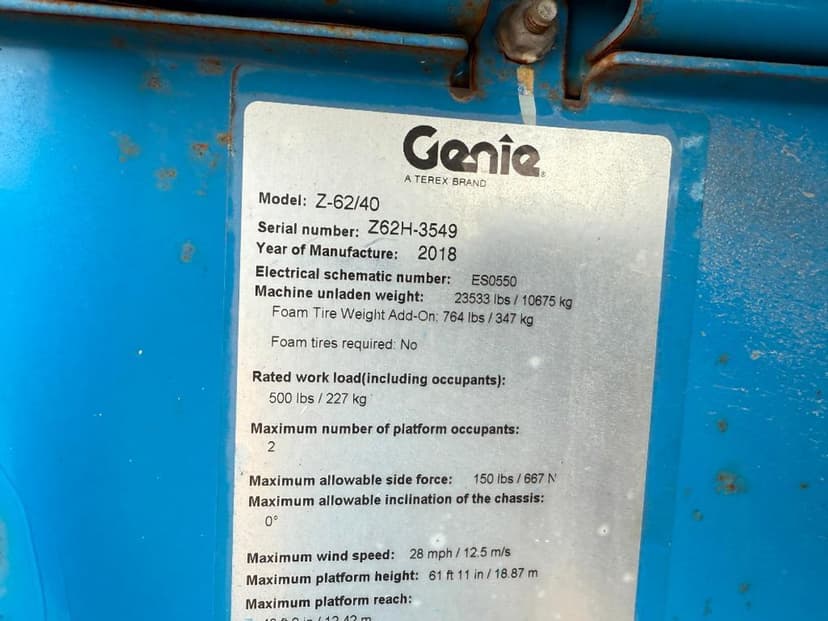 Genie
A TEREX BRAND
Model: Z-62/40
Serial number: Z62H-3549
Year of Manufacture: 2018
Electrical schematic number: ES0550
Machine unladen weight: 23533 lbs / 10675 kg
Foam Tire Weight Add-On: 764 lbs / 347 kg
Foam tires required: No
Rated work load(including occupants):
500 lbs / 227 kg
Maximum number of platform occupants:
2
Maximum allowable side force: 150 lbs / 667 N
Maximum allowable inclination of the chassis:
0°
Maximum wind speed: 28 mph / 12.5 m/s
Maximum platform height: 61 ft 11 in / 18.87 m
Maximum platform reach:
in / 12.42 m